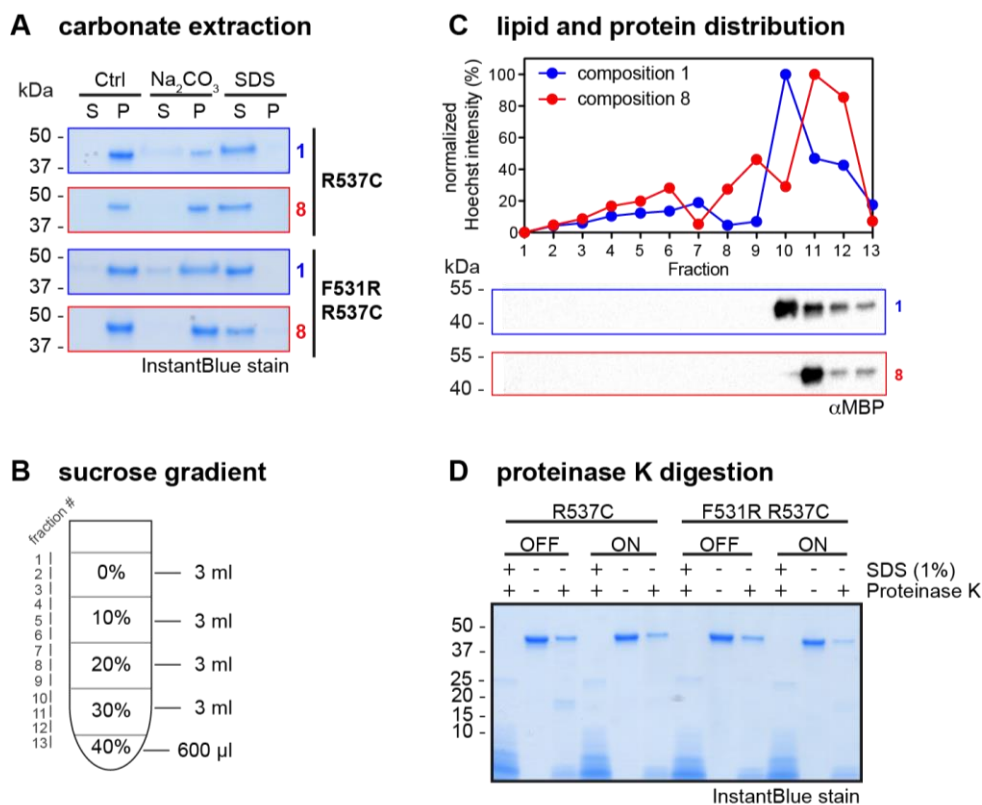 A carbonate extraction
kDa
Ctrl Na2CO3 SDS
S P S P S P
50 -
37 -
1
50 -
37 -
8
R537C
50 -
37 -
1
50 -
37 -
8
F531R
R537C
InstantBlue stain
B sucrose gradient
fraction #
1
2
3
4
5
6
7
8
9
10
11
12
13
0% 3 ml
10% 3 ml
20% 3 ml
30% 3 ml
40% 600 µl
C lipid and protein distribution
normalized
Hoechst intensity (%)
100
80
60
40
20
0
composition 1
composition 8
1 2 3 4 5 6 7 8 9 10 11 12 13
Fraction
kDa
55 -
40 -
1
55 -
40 -
8
αMBP
D proteinase K digestion
R537C F531R R537C
OFF ON OFF ON
+ - - + - - + - - + - - SDS (1%)
+ - + + - + + - + + - + Proteinase K
50 -
37 -
25 -
20 -
15 -
10 -
InstantBlue stain